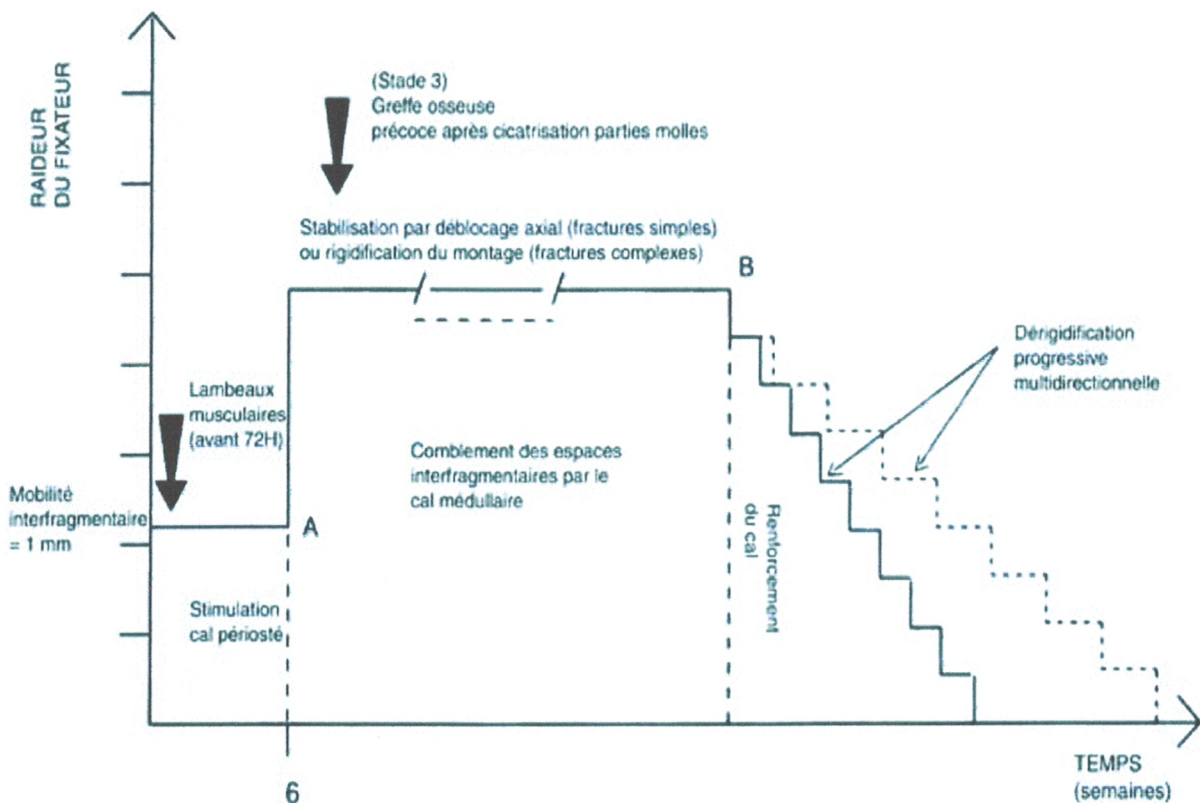 RAIDEUR
DU FIXATEUR
(Stade 3)
Greffe osseuse
précoce après cicatrisation parties molles
Stabilisation par déblocage axial (fractures simples)
ou rigidification du montage (fractures complexes)
B
Dérigidification
progressive
multidirectionnelle
Lambeaux
musculaires
(avant 72H)
Comblement des espaces
interfragmentaires par le
cal médullaire
Mobilité
interfragmentaire
= 1 mm
A
Renforcement
du cal
Stimulation
cal périosté
6
TEMPS
(semaines)